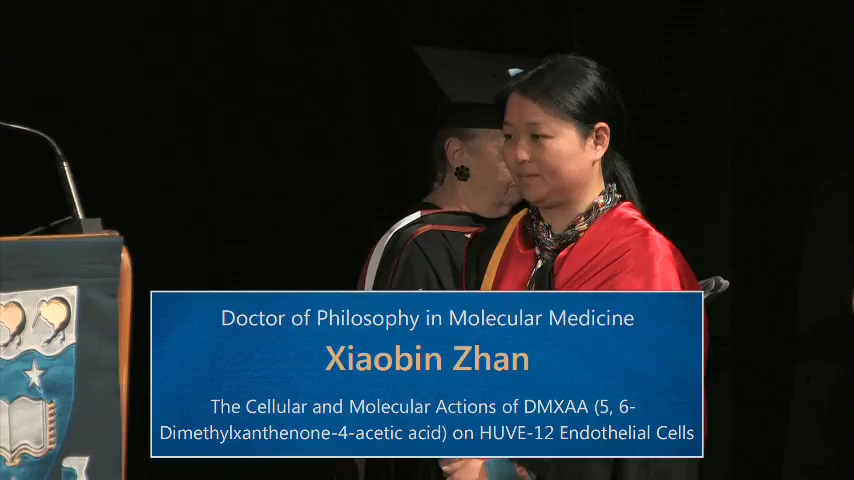 Doctor of Philosophy in Molecular Medicine
Xiaobin Zhan
The Cellular and Molecular Actions of DMXAA (5, 6-
Dimethylxanthenone-4-acetic acid) on HUVE-12 Endothelial Cells